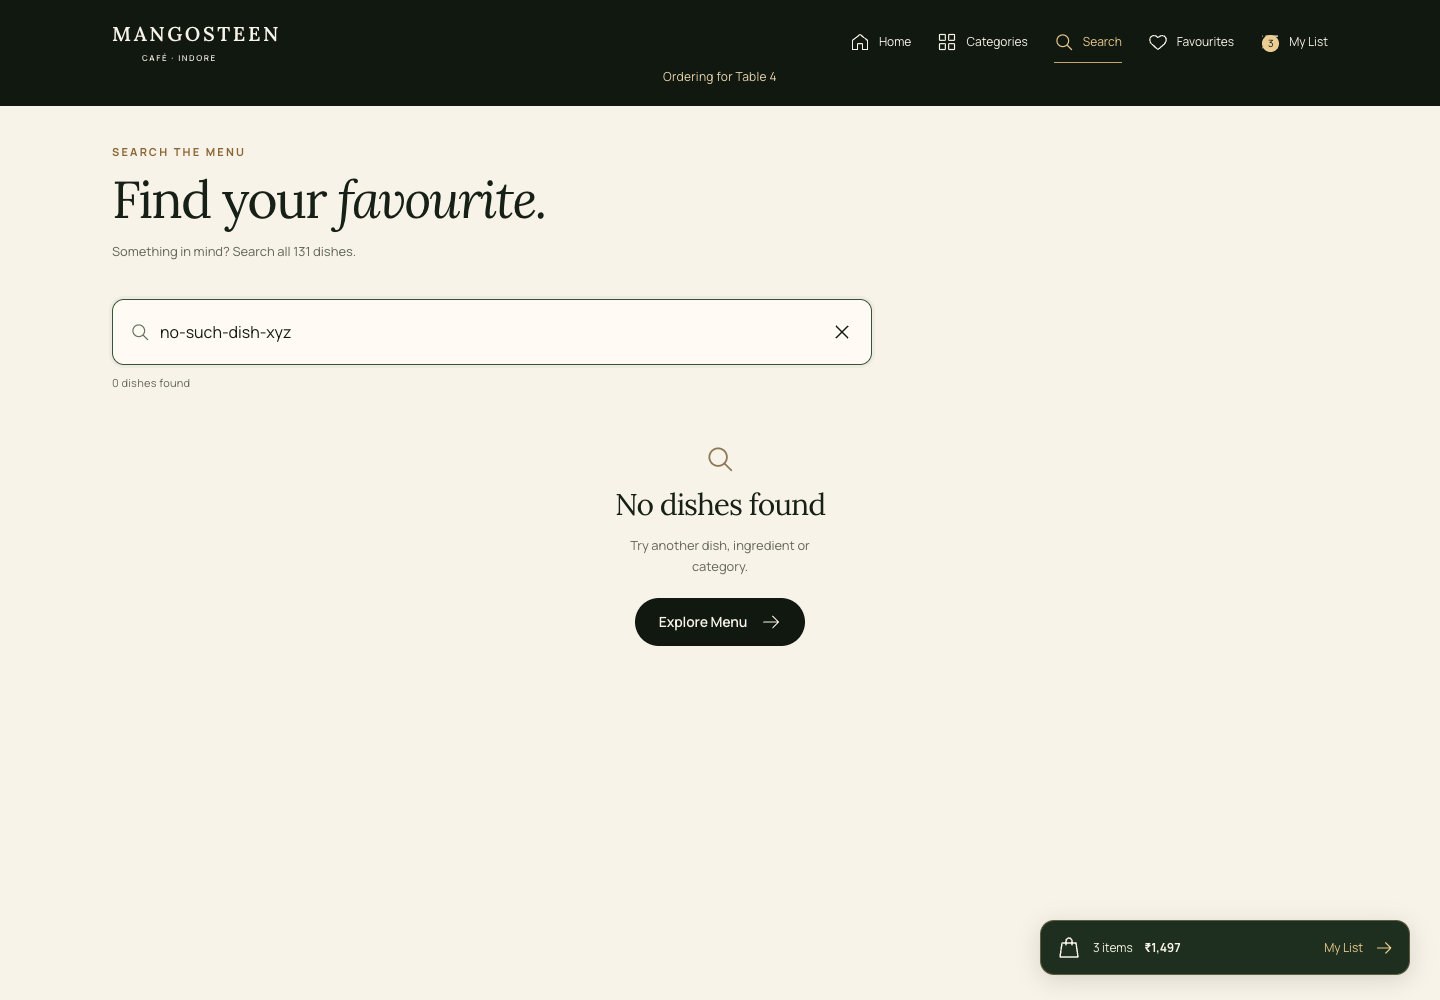 MANGOSTEEN
CAFÉ · INDORE
Home
Categories
Search
Favourites
3
My List
Ordering for Table 4
SEARCH THE MENU
Find your favourite.
Something in mind? Search all 131 dishes.
no-such-dish-xyz
0 dishes found
No dishes found
Try another dish, ingredient or
category.
Explore Menu
3 items ₹1,497
My List